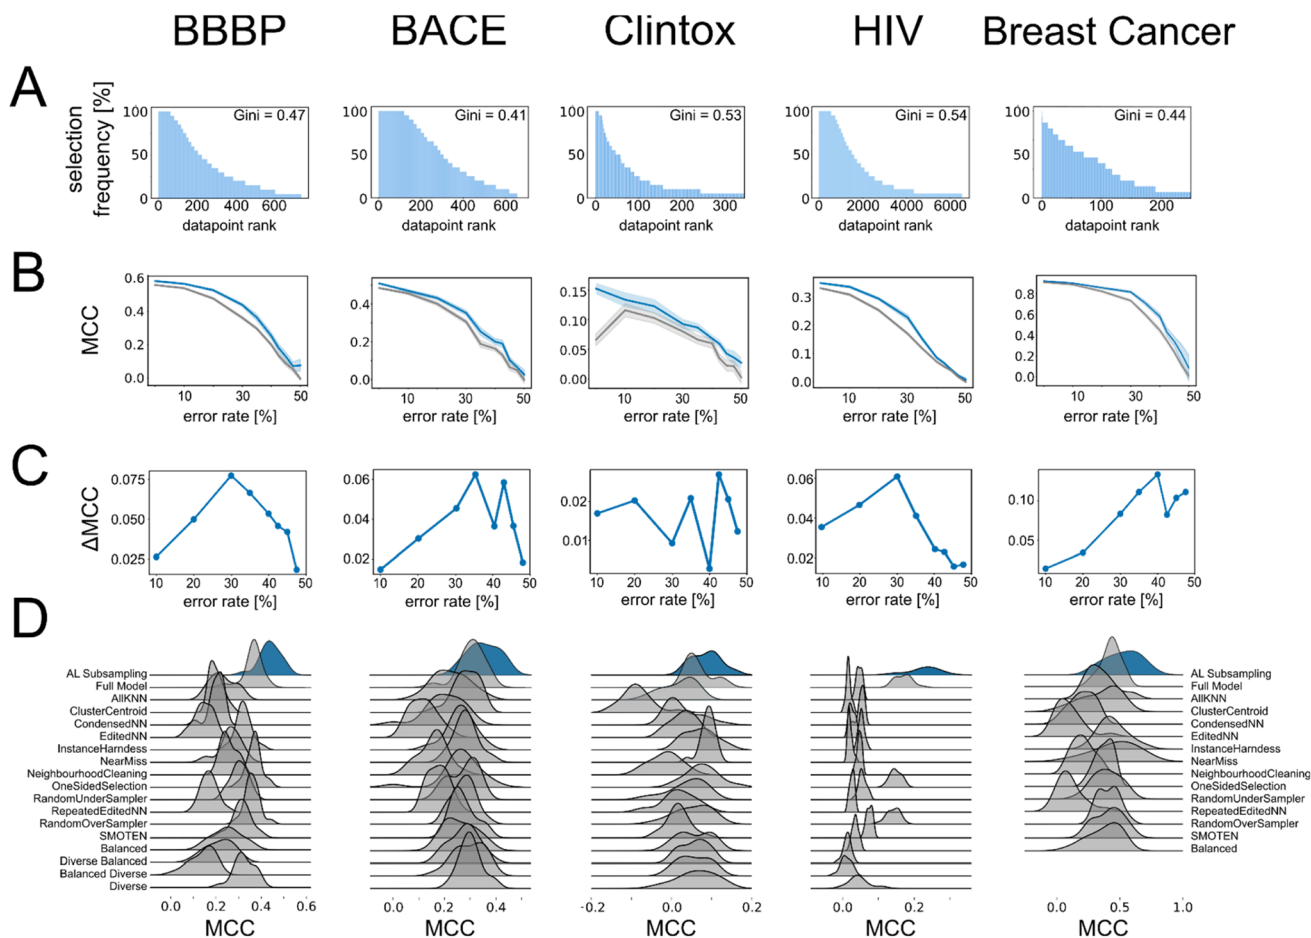 BBBP BACE Clintox HIV Breast Cancer
A
selection
frequency [%]
100 50 0
Gini = 0.47
0 200 400 600
datapoint rank
100 50 0
Gini = 0.41
0 200 400 600
datapoint rank
100 50 0
Gini = 0.53
0 100 200 300
datapoint rank
100 50 0
Gini = 0.54
0 2000 4000 6000
datapoint rank
100 50 0
Gini = 0.44
0 100 200
datapoint rank
B
MCC
0.6 0.4 0.2 0.0
10 30 50
error rate [%]
0.4 0.2 0.0
10 30 50
error rate [%]
0.15 0.10 0.05 0.00
10 30 50
error rate [%]
0.3 0.2 0.1 0.0
10 30 50
error rate [%]
0.8 0.6 0.4 0.2 0.0
10 30 50
error rate [%]
C
ΔMCC
0.075 0.050 0.025
10 20 30 40 50
error rate [%]
0.06 0.04 0.02
10 20 30 40 50
error rate [%]
0.02 0.01
10 20 30 40 50
error rate [%]
0.06 0.04 0.02
10 20 30 40 50
error rate [%]
0.10 0.05
10 20 30 40 50
error rate [%]
D
AL Subsampling
Full Model
AllKNN
ClusterCentroid
CondensedNN
EditedNN
InstanceHarndess
NearMiss
NeighbourhoodCleaning
OneSidedSelection
RandomUnderSampler
RepeatedEditedNN
RandomOverSampler
SMOTEN
Balanced
Diverse Balanced
Balanced Diverse
Diverse
0.0 0.2 0.4 0.6
MCC
0.0 0.2 0.4
MCC
-0.2 0.0 0.2
MCC
0.0 0.2
MCC
AL Subsampling
Full Model
AllKNN
ClusterCentroid
CondensedNN
EditedNN
InstanceHarndess
NearMiss
NeighbourhoodCleaning
OneSidedSelection
RandomUnderSampler
RepeatedEditedNN
RandomOverSampler
SMOTEN
Balanced
0.0 0.5 1.0
MCC